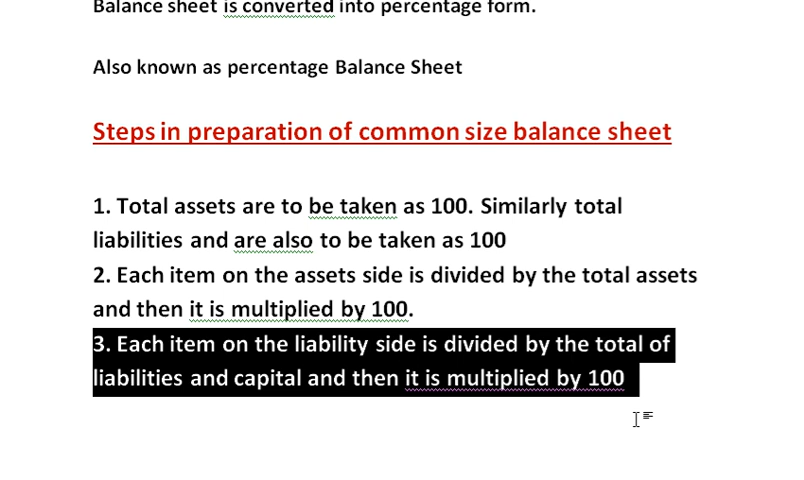 Balance sheet is converted into percentage form.
Also known as percentage Balance Sheet
Steps in preparation of common size balance sheet
1. Total assets are to be taken as 100. Similarly total
liabilities and are also to be taken as 100
2. Each item on the assets side is divided by the total assets
and then it is multiplied by 100.
3. Each item on the liability side is divided by the total of
liabilities and capital and then it is multiplied by 100